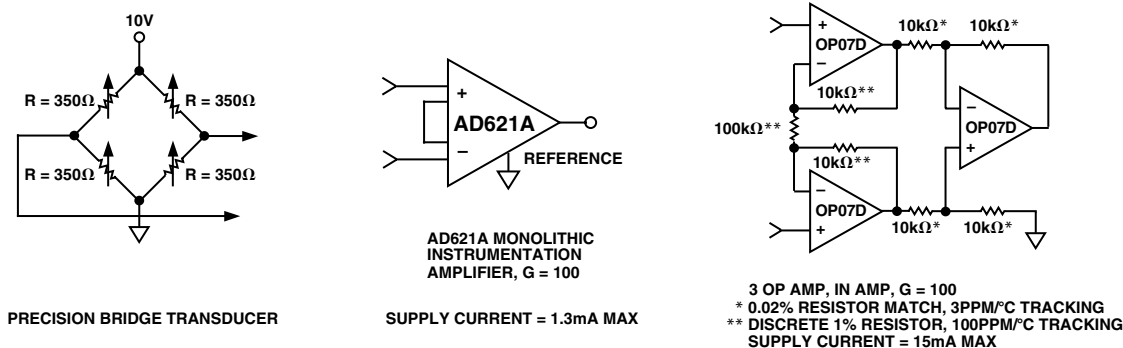 10V
R = 350Ω
R = 350Ω
R = 350Ω
R = 350Ω
PRECISION BRIDGE TRANSDUCER
+
AD621A
−
REFERENCE
AD621A MONOLITHIC
INSTRUMENTATION
AMPLIFIER, G = 100
SUPPLY CURRENT = 1.3mA MAX
+
OP07D
−
10kΩ*
10kΩ*
10kΩ**
100kΩ**
10kΩ**
−
OP07D
+
−
OP07D
+
10kΩ*
10kΩ*
3 OP AMP, IN AMP, G = 100
* 0.02% RESISTOR MATCH, 3PPM/°C TRACKING
** DISCRETE 1% RESISTOR, 100PPM/°C TRACKING
SUPPLY CURRENT = 15mA MAX